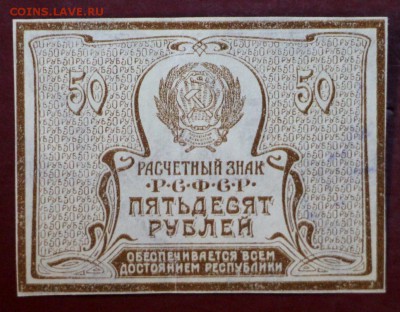 COINS.LAVE.RU
50 50
РАСЧЕТНЫЙ ЗНАК
Р·С·Ф·С·Р
ПЯТЬДЕСЯТ
РУБЛЕЙ
ОБЕСПЕЧИВАЕТСЯ ВСЕМ
ДОСТОЯНИЕМ РЕСПУБЛИКИ